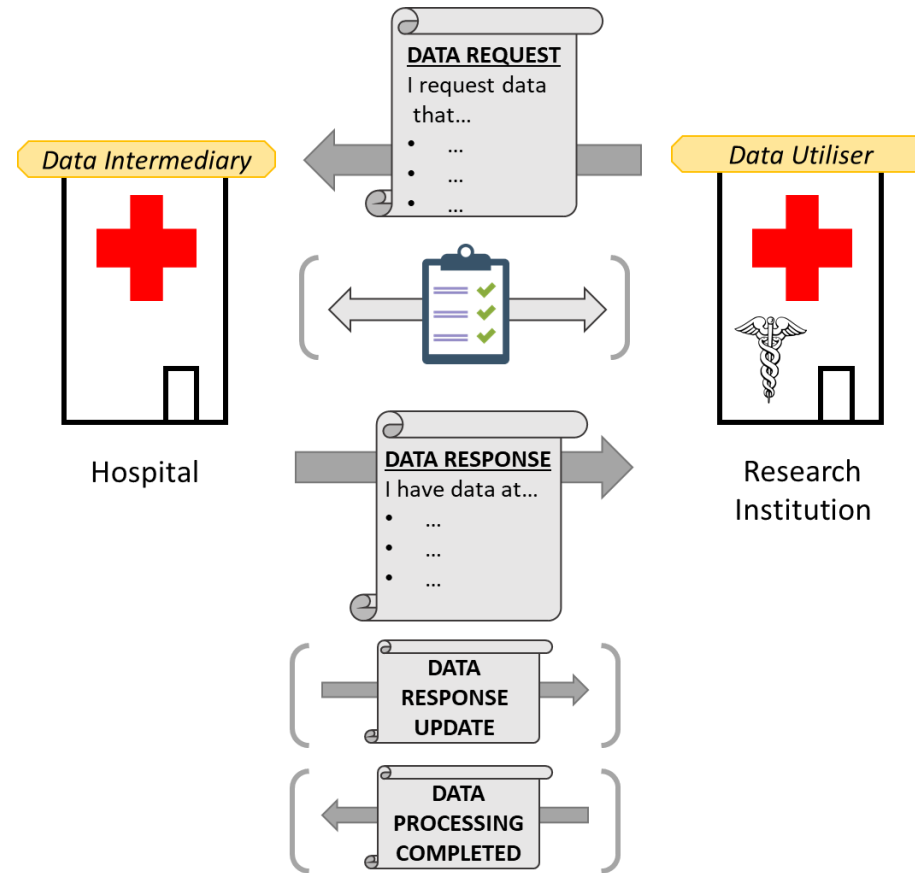 DATA REQUEST
I request data
that...
• ...
• ...
• ...
Data Intermediary
Data Utiliser
Hospital
Research
Institution
DATA RESPONSE
I have data at...
• ...
• ...
• ...
DATA
RESPONSE
UPDATE
DATA
PROCESSING
COMPLETED